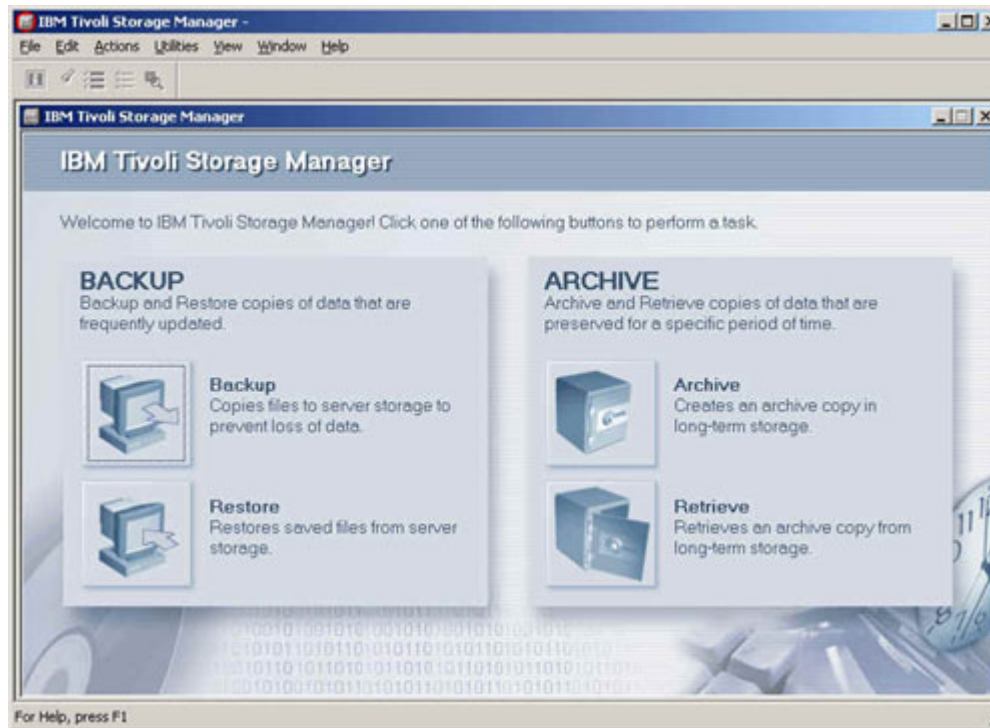 IBM Tivoli Storage Manager -
File Edit Actions Utilities View Window Help
IBM Tivoli Storage Manager
IBM Tivoli Storage Manager
Welcome to IBM Tivoli Storage Manager! Click one of the following buttons to perform a task.
BACKUP
Backup and Restore copies of data that are
frequently updated.
Backup
Copies files to server storage to
prevent loss of data.
Restore
Restores saved files from server
storage.
ARCHIVE
Archive and Retrieve copies of data that are
preserved for a specific period of time.
Archive
Creates an archive copy in
long-term storage.
Retrieve
Retrieves an archive copy from
long-term storage.
For Help, press F1